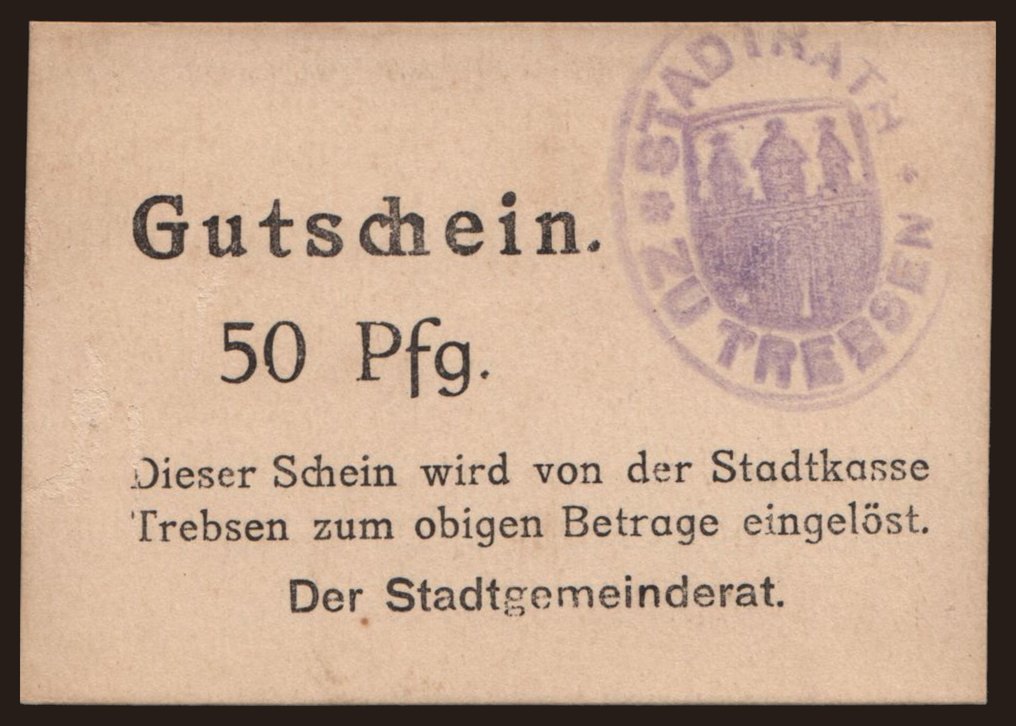 Gutschein.
50 Pfg.
Dieser Schein wird von der Stadtkasse
Trebsen zum obigen Betrage eingelöst.
Der Stadtgemeinderat.
STADTRATH * ZU TREBSEN *